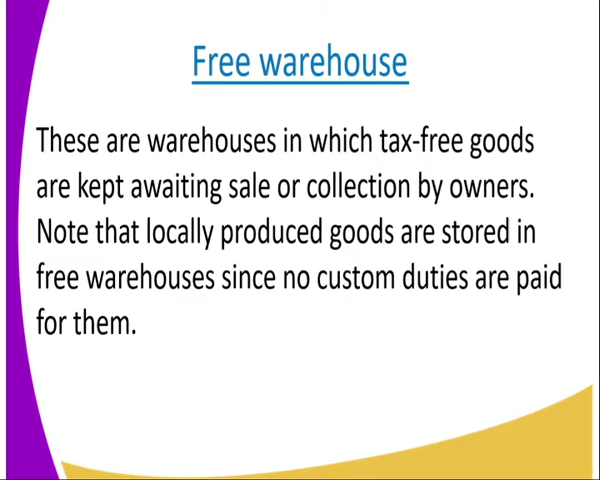 Free warehouse
These are warehouses in which tax-free goods
are kept awaiting sale or collection by owners.
Note that locally produced goods are stored in
free warehouses since no custom duties are paid
for them.